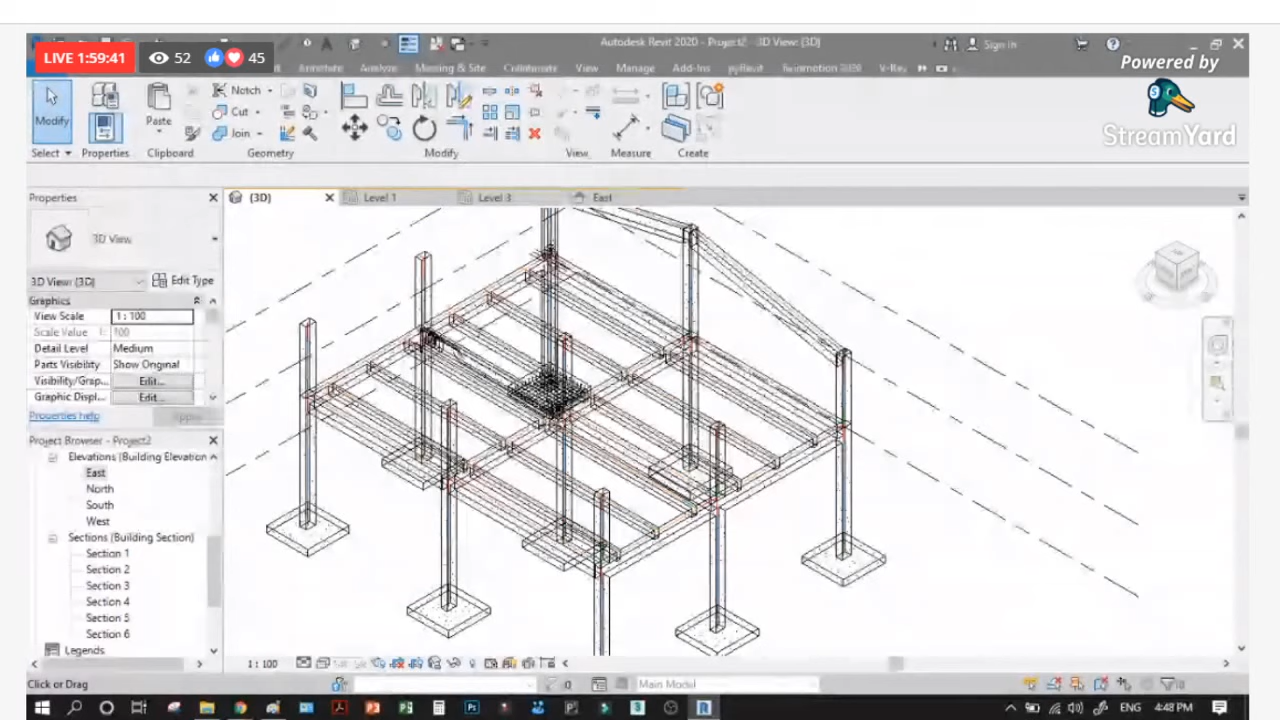 LIVE 1:59:41 52 45
Autodesk Revit 2020 - Project2 - 3D View: {3D}
Sign In
Powered by
StreamYard
Analyze Massing & Site Collaborate View Manage Add-Ins pyRevit
Modify Paste Notch
Cut
Join
Select Properties Clipboard Geometry Modify View Measure Create
Properties
{3D} Level 1 Level 3 East
3D View
3D View: {3D} Edit Type
Graphics
View Scale 1 : 100
Scale Value 1: 100
Detail Level Medium
Parts Visibility Show Original
Visibility/Grap... Edit...
Graphic Displ... Edit...
Properties help Apply
Project Browser - Project2
Elevations (Building Elevation
East
North
South
West
Sections (Building Section)
Section 1
Section 2
Section 3
Section 4
Section 5
Section 6
Legends
1 : 100
Click or Drag :0 Main Model
ENG 4:48 PM